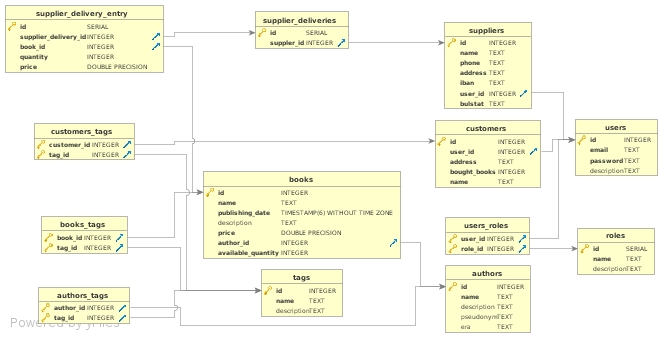 supplier_delivery_entry
id SERIAL
supplier_delivery_id INTEGER
book_id INTEGER
quantity INTEGER
price DOUBLE PRECISION
supplier_deliveries
id SERIAL
suppler_id INTEGER
suppliers
id INTEGER
name TEXT
phone TEXT
address TEXT
iban TEXT
user_id INTEGER
bulstat TEXT
customers_tags
customer_id INTEGER
tag_id INTEGER
customers
id INTEGER
user_id INTEGER
address TEXT
bought_books INTEGER
name TEXT
users
id INTEGER
email TEXT
password TEXT
description TEXT
books
id INTEGER
name TEXT
publishing_date TIMESTAMP(6) WITHOUT TIME ZONE
description TEXT
price DOUBLE PRECISION
author_id INTEGER
available_quantity INTEGER
books_tags
book_id INTEGER
tag_id INTEGER
users_roles
user_id INTEGER
role_id INTEGER
roles
id SERIAL
name TEXT
description TEXT
tags
id INTEGER
name TEXT
description TEXT
authors
id INTEGER
name TEXT
description TEXT
pseudonym TEXT
era TEXT
authors_tags
author_id INTEGER
tag_id INTEGER
Powered by yFiles